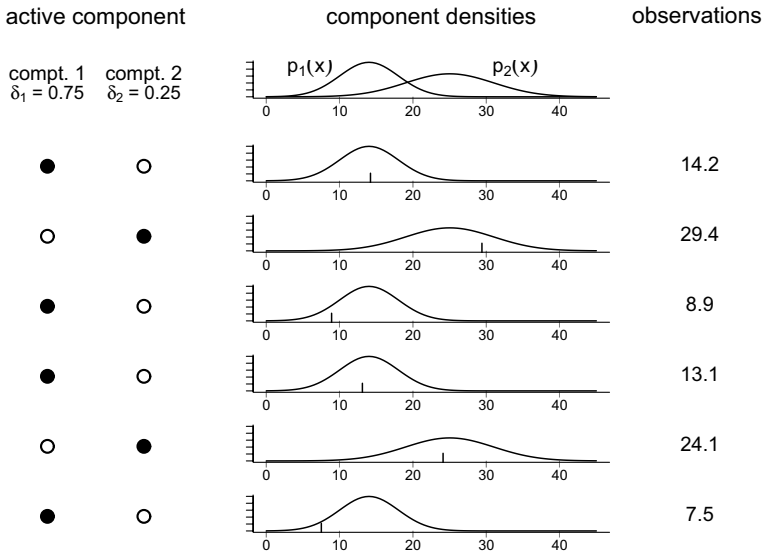 active component component densities observations
compt. 1 compt. 2 p₁(x) p₂(x)
δ₁ = 0.75 δ₂ = 0.25
0 10 20 30 40
14.2
0 10 20 30 40
29.4
0 10 20 30 40
8.9
0 10 20 30 40
13.1
0 10 20 30 40
24.1
0 10 20 30 40
7.5
0 10 20 30 40